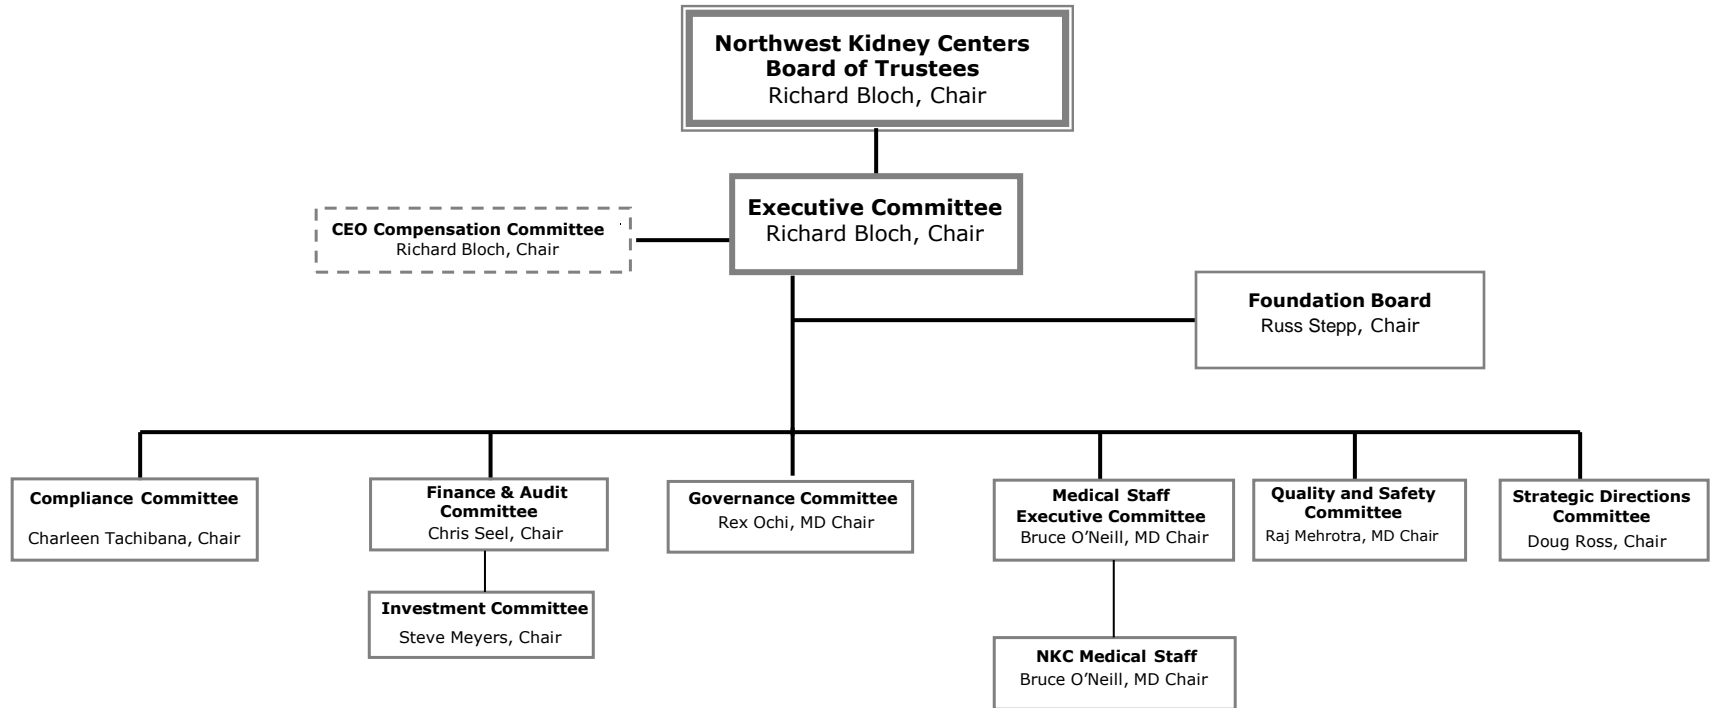 Northwest Kidney Centers
Board of Trustees
Richard Bloch, Chair
Executive Committee
Richard Bloch, Chair
CEO Compensation Committee
Richard Bloch, Chair
Foundation Board
Russ Stepp, Chair
Compliance Committee
Charleen Tachibana, Chair
Finance & Audit
Committee
Chris Seel, Chair
Governance Committee
Rex Ochi, MD Chair
Medical Staff
Executive Committee
Bruce O’Neill, MD Chair
Quality and Safety
Committee
Raj Mehrotra, MD Chair
Strategic Directions
Committee
Doug Ross, Chair
Investment Committee
Steve Meyers, Chair
NKC Medical Staff
Bruce O’Neill, MD Chair